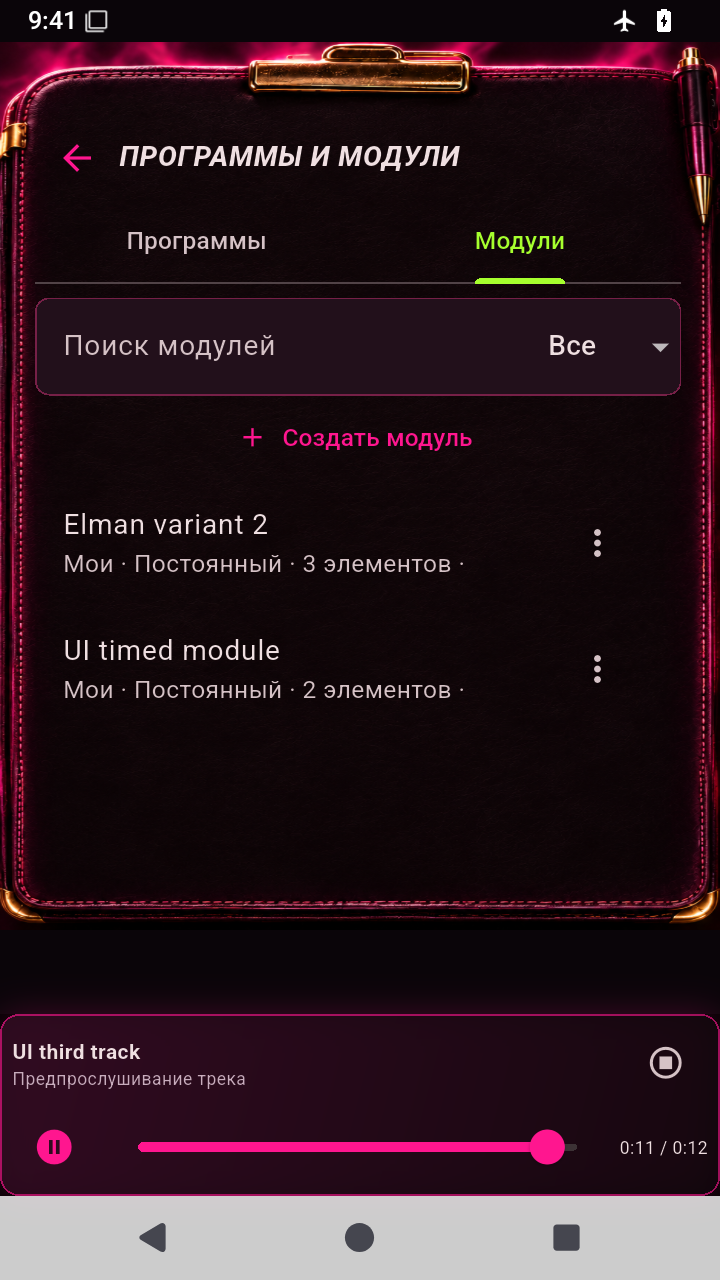 9:41
ПРОГРАММЫ И МОДУЛИ
Программы
Модули
Поиск модулей
Все
+ Создать модуль
Elman variant 2
Мои · Постоянный · 3 элементов ·
UI timed module
Мои · Постоянный · 2 элементов ·
UI third track
Предпрослушивание трека
0:11 / 0:12